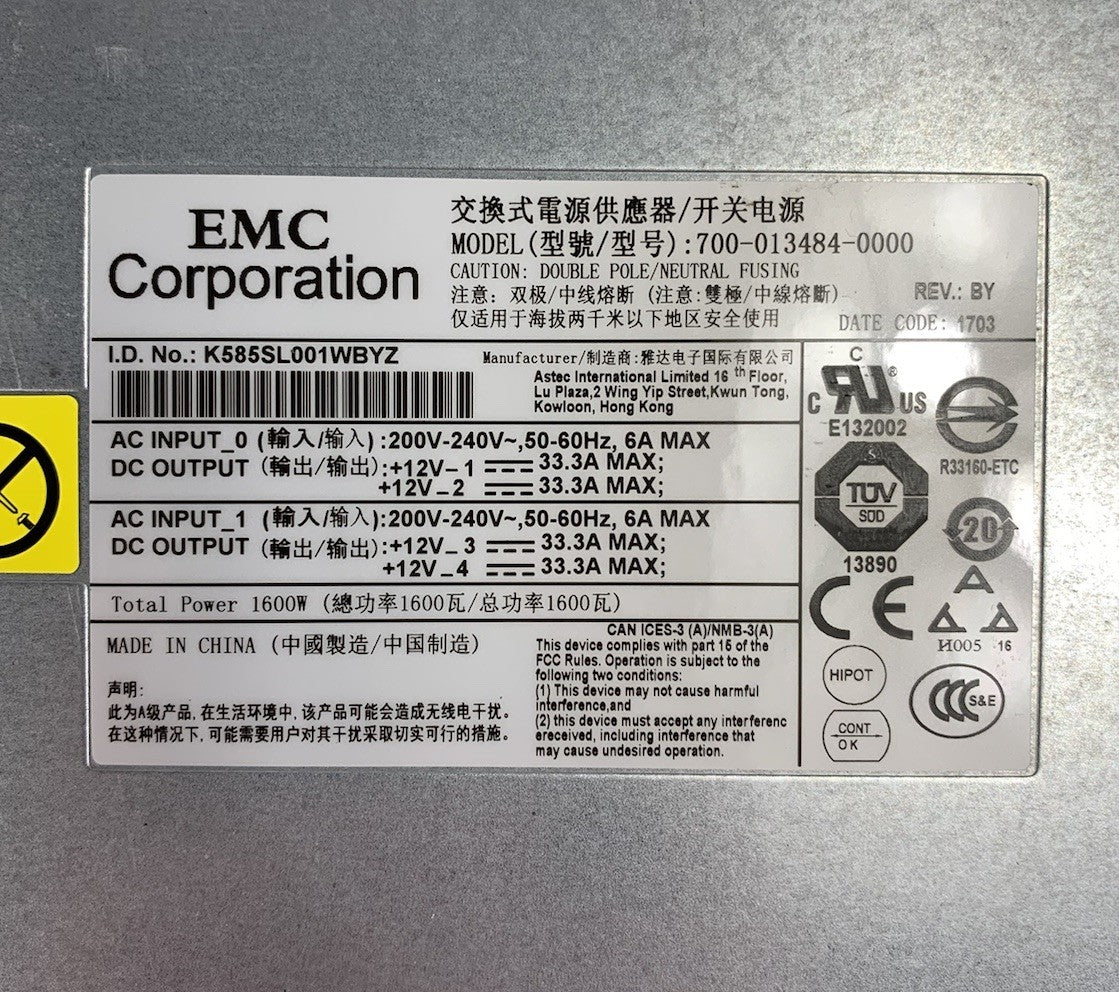 EMC
Corporation
交換式電源供應器/开关电源
MODEL(型號/型号):700-013484-0000
CAUTION: DOUBLE POLE/NEUTRAL FUSING
注意: 双极/中线熔断 (注意:雙極/中線熔斷)
仅适用于海拔两千米以下地区安全使用
REV.: BY
DATE CODE: 1703
I.D. No.: K585SL001WBYZ
Manufacturer/制造商:雅达电子国际有限公司
Astec International Limited 16 th Floor,
Lu Plaza,2 Wing Yip Street,Kwun Tong,
Kowloon, Hong Kong
AC INPUT_0 (輸入/输入) :200V-240V~,50-60Hz, 6A MAX
DC OUTPUT (輸出/输出):+12V-1 33.3A MAX;
+12V_2 33.3A MAX;
AC INPUT_1 (輸入/输入):200V-240V~,50-60Hz, 6A MAX
DC OUTPUT (輸出/输出):+12V_3 33.3A MAX;
+12V_4 33.3A MAX;
Total Power 1600W (總功率1600瓦/总功率1600瓦)
MADE IN CHINA (中國製造/中国制造)
声明:
此为A级产品,在生活环境中,该产品可能会造成无线电干扰。
在这种情况下,可能需要用户对其干扰采取切实可行的措施。
CAN ICES-3 (A)/NMB-3(A)
This device complies with part 15 of the
FCC Rules. Operation is subject to the
following two conditions:
(1) This device may not cause harmful
interference,and
(2) this device must accept any interferenc
ereceived, including interference that
may cause undesired operation.
C
C RU® US
E132002
R33160-ETC
TÜV
SÜD
13890
20
CE
H005 16
HIPOT
CCC S&E
CONT
OK